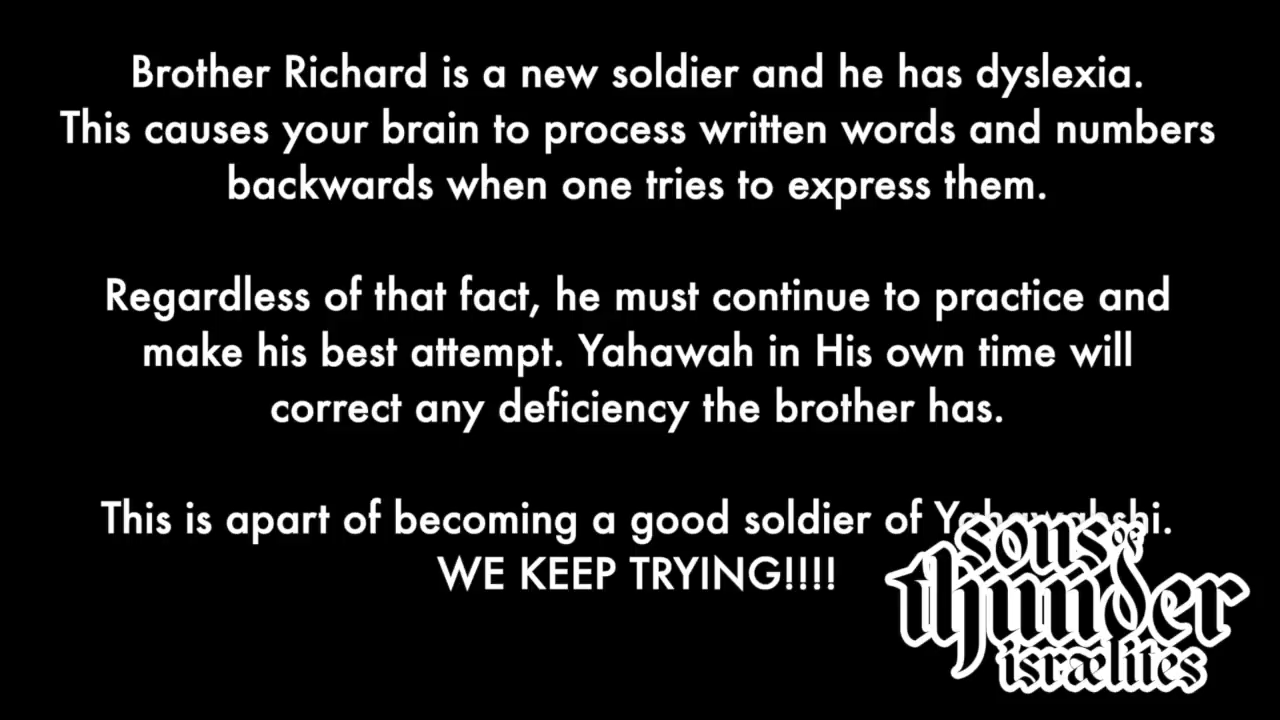 Brother Richard is a new soldier and he has dyslexia.
This causes your brain to process written words and numbers
backwards when one tries to express them.
Regardless of that fact, he must continue to practice and
make his best attempt. Yahawah in His own time will
correct any deficiency the brother has.
This is apart of becoming a good soldier of Yahawahshi.
WE KEEP TRYING!!!!
sons of
thunder
israelites